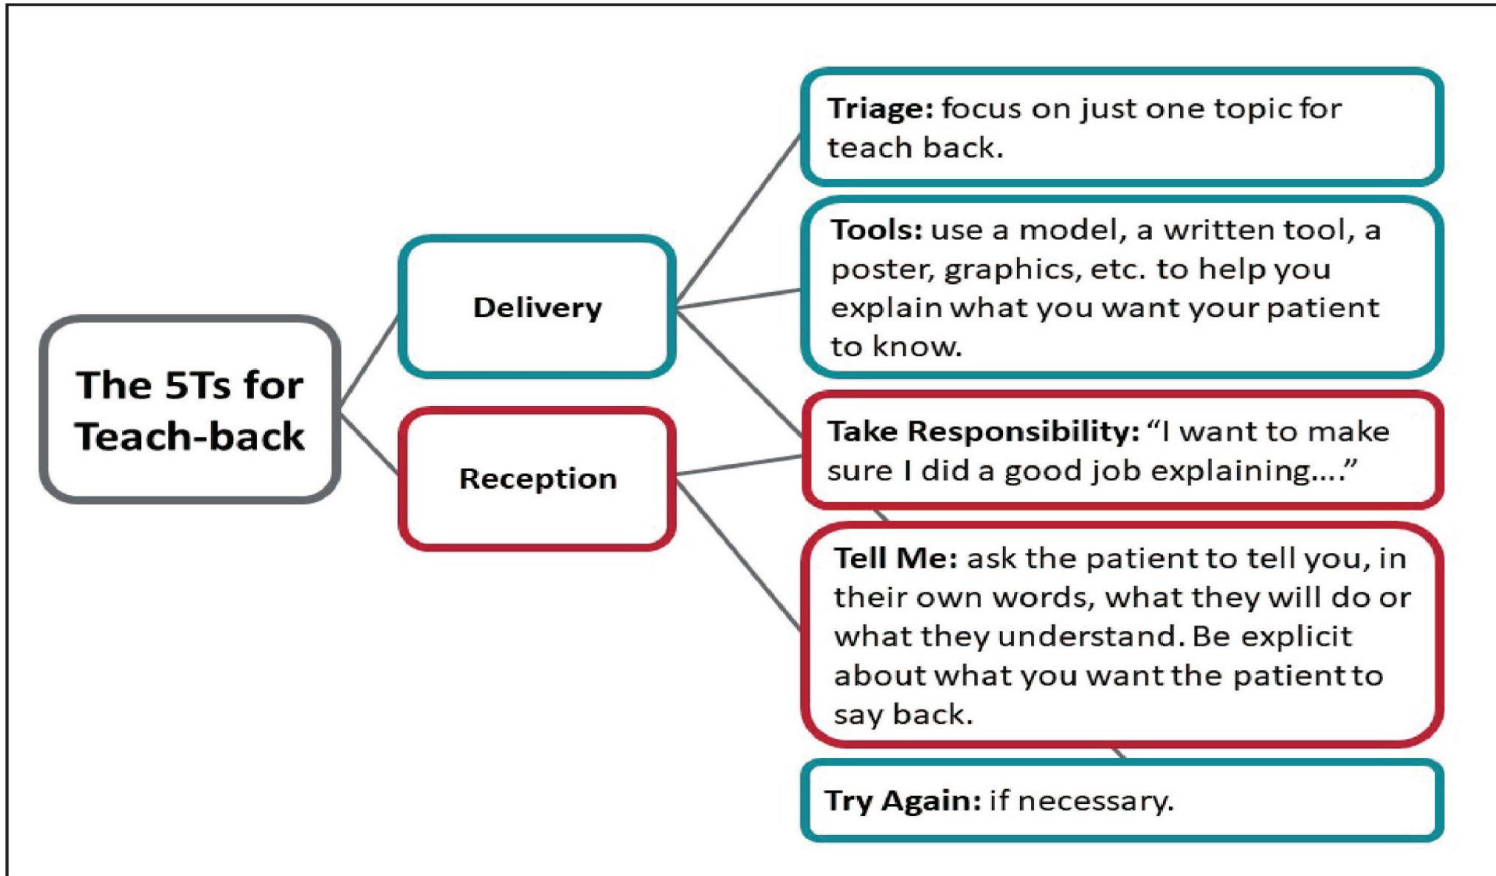 The 5Ts for
Teach-back
Delivery
Reception
Triage: focus on just one topic for
teach back.
Tools: use a model, a written tool, a
poster, graphics, etc. to help you
explain what you want your patient
to know.
Take Responsibility: “I want to make
sure I did a good job explaining....”
Tell Me: ask the patient to tell you, in
their own words, what they will do or
what they understand. Be explicit
about what you want the patient to
say back.
Try Again: if necessary.